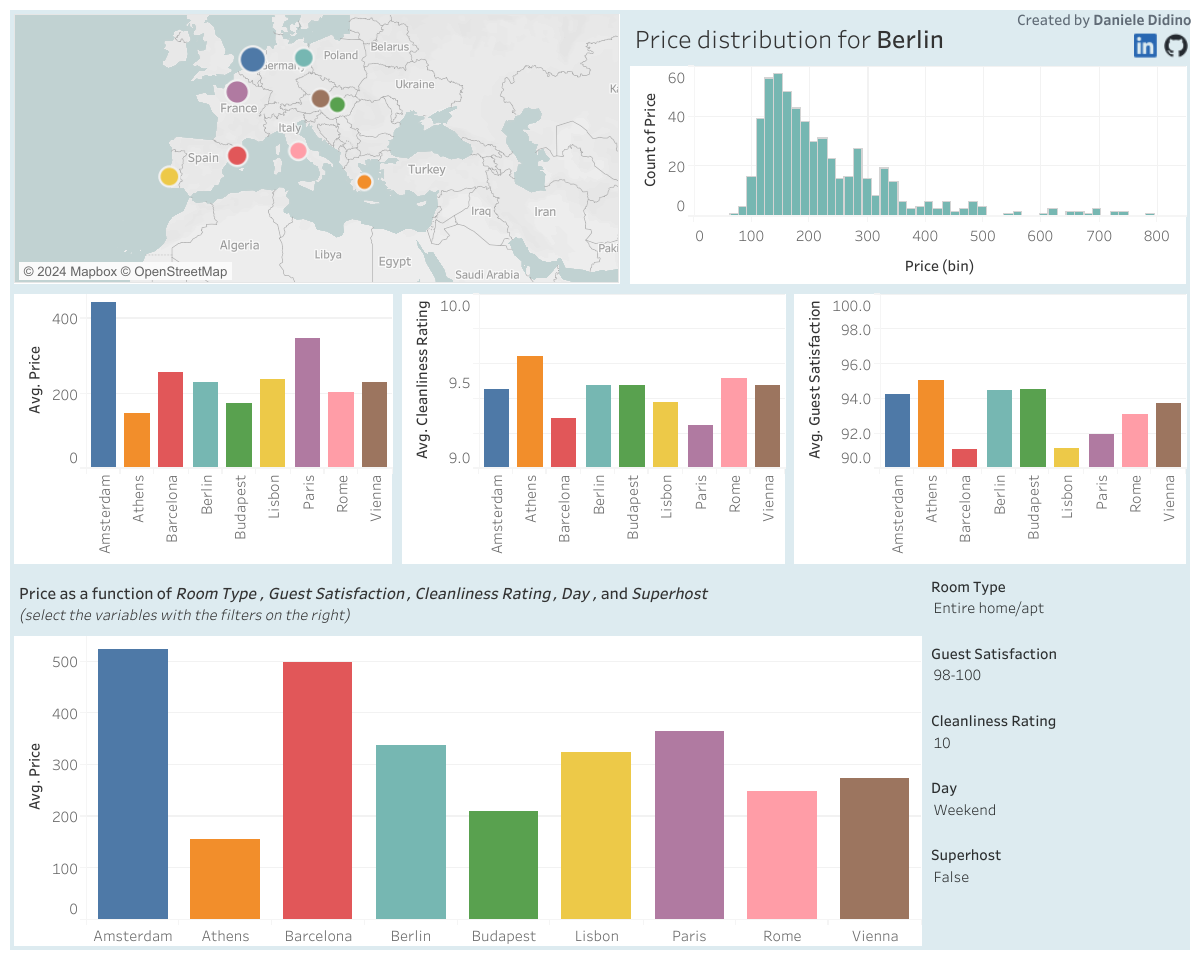 Belarus
Poland
Germany
Ukraine
France
Italy
Spain
Turkey
Iraq
Iran
Algeria
Libya
Egypt
Saudi Arabia
© 2024 Mapbox © OpenStreetMap
Created by Daniele Didino
Price distribution for Berlin
in
Count of Price
60
40
20
0
0 100 200 300 400 500 600 700 800
Price (bin)
Avg. Price
400
200
0
Amsterdam
Athens
Barcelona
Berlin
Budapest
Lisbon
Paris
Rome
Vienna
Avg. Cleanliness Rating
10.0
9.5
9.0
Amsterdam
Athens
Barcelona
Berlin
Budapest
Lisbon
Paris
Rome
Vienna
Avg. Guest Satisfaction
100.0
98.0
96.0
94.0
92.0
90.0
Amsterdam
Athens
Barcelona
Berlin
Budapest
Lisbon
Paris
Rome
Vienna
Price as a function of Room Type , Guest Satisfaction , Cleanliness Rating , Day , and Superhost
(select the variables with the filters on the right)
Avg. Price
500
400
300
200
100
0
Amsterdam Athens Barcelona Berlin Budapest Lisbon Paris Rome Vienna
Room Type
Entire home/apt
Guest Satisfaction
98-100
Cleanliness Rating
10
Day
Weekend
Superhost
False